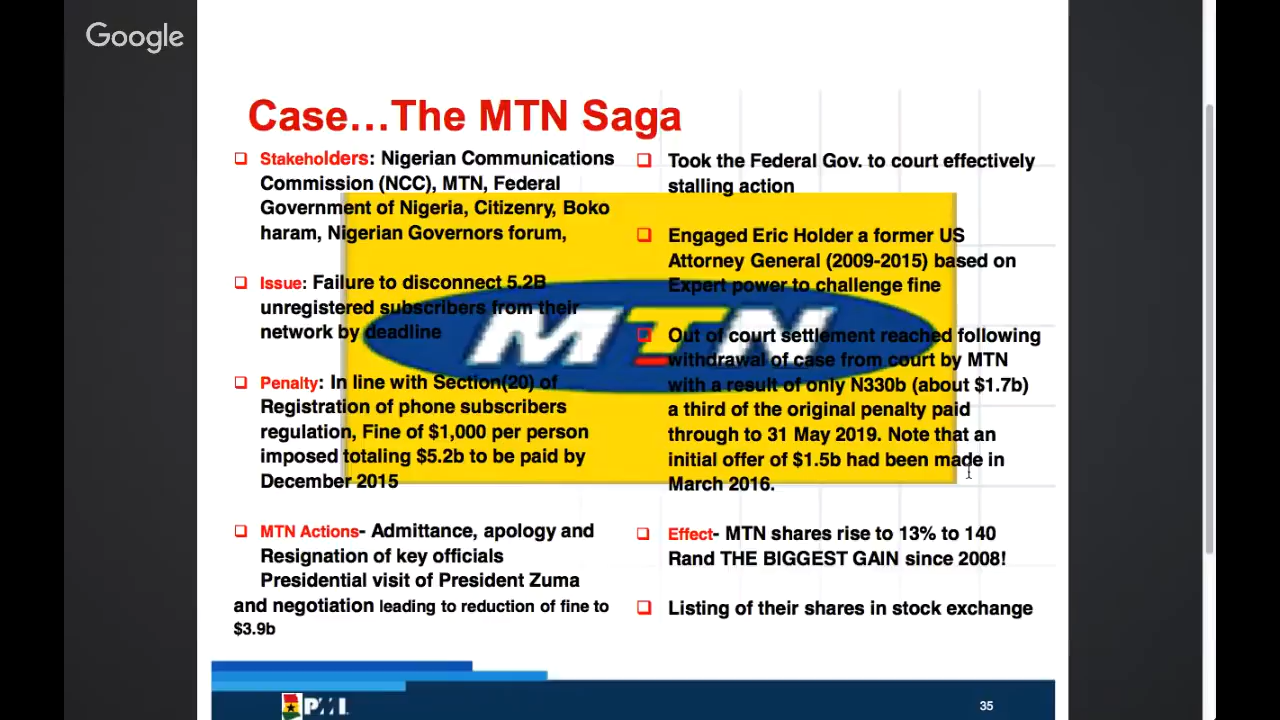 Google
Case…The MTN Saga
Stakeholders: Nigerian Communications
Commission (NCC), MTN, Federal
Government of Nigeria, Citizenry, Boko
haram, Nigerian Governors forum,
Issue: Failure to disconnect 5.2B
unregistered subscribers from their
network by deadline
Penalty: In line with Section(20) of
Registration of phone subscribers
regulation, Fine of $1,000 per person
imposed totaling $5.2b to be paid by
December 2015
MTN Actions- Admittance, apology and
Resignation of key officials
Presidential visit of President Zuma
and negotiation leading to reduction of fine to
$3.9b
Took the Federal Gov. to court effectively
stalling action
Engaged Eric Holder a former US
Attorney General (2009-2015) based on
Expert power to challenge fine
Out of court settlement reached following
withdrawal of case from court by MTN
with a result of only N330b (about $1.7b)
a third of the original penalty paid
through to 31 May 2019. Note that an
initial offer of $1.5b had been made in
March 2016.
Effect- MTN shares rise to 13% to 140
Rand THE BIGGEST GAIN since 2008!
Listing of their shares in stock exchange
MTN
PMI
35